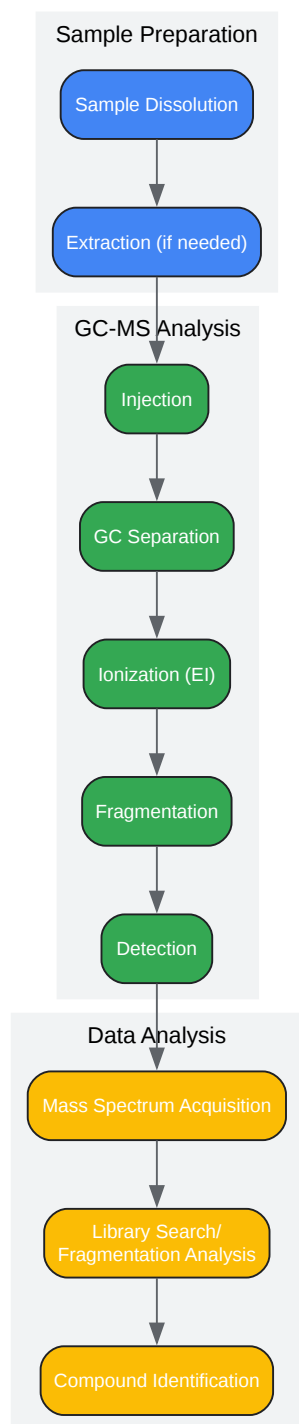 Sample Preparation
Sample Dissolution
Extraction (if needed)
GC-MS Analysis
Injection
GC Separation
Ionization (EI)
Fragmentation
Detection
Data Analysis
Mass Spectrum Acquisition
Library Search/
Fragmentation Analysis
Compound Identification